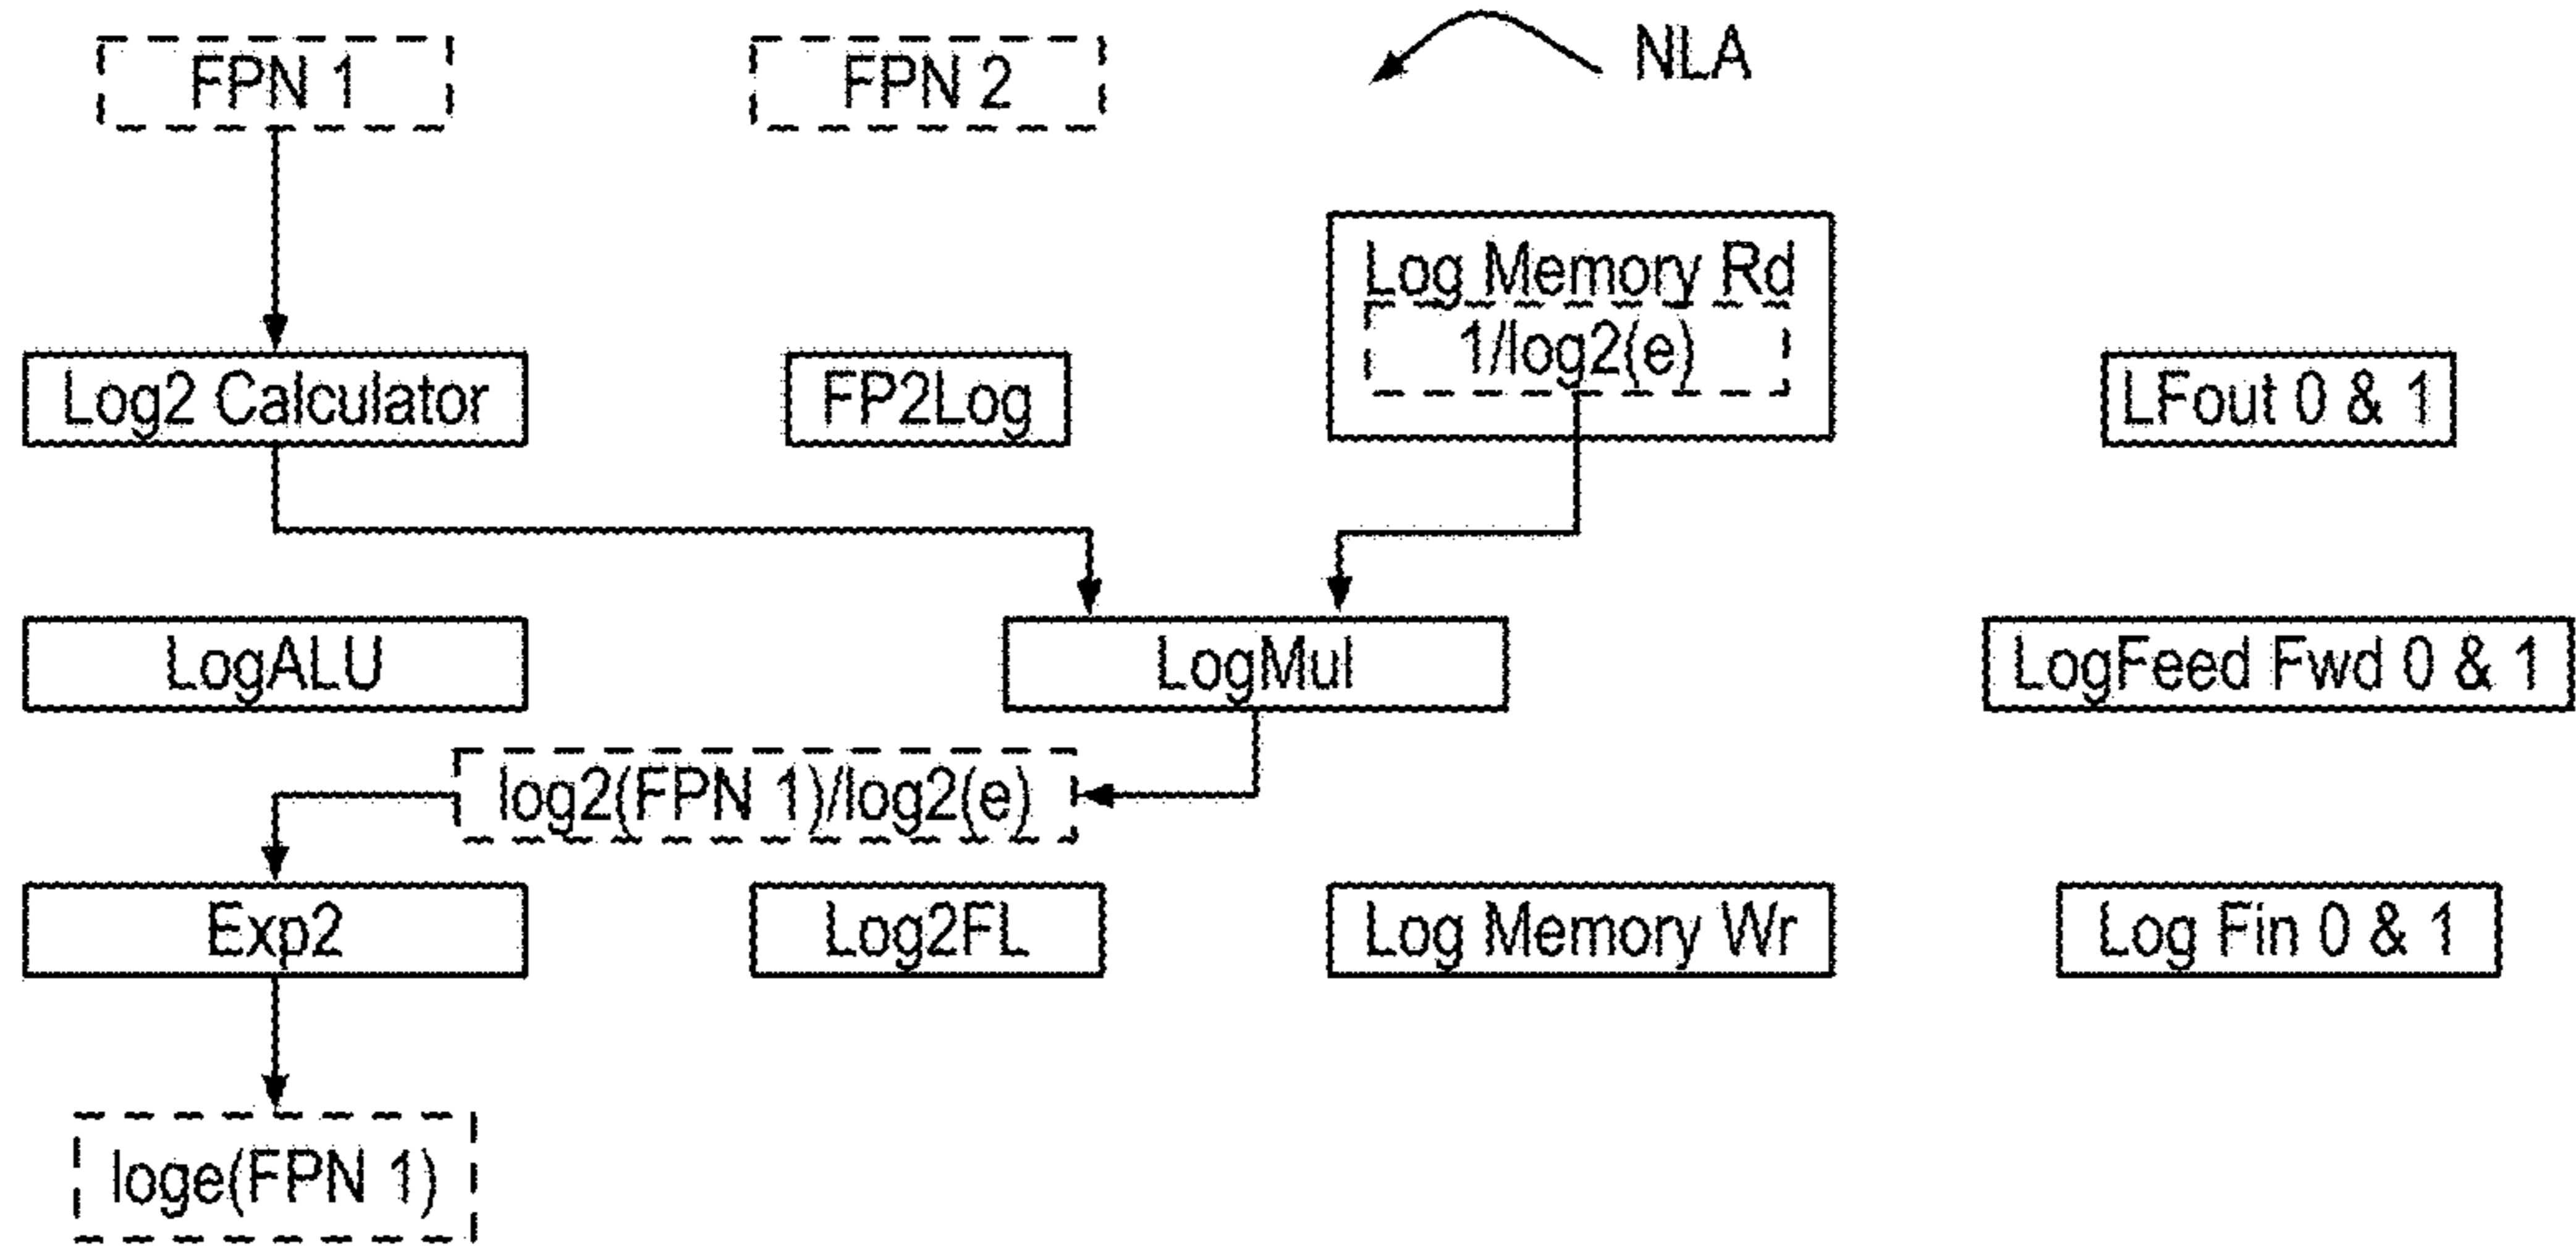 FPN 1
FPN 2
NLA
Log Memory Rd
1/log2(e)
Log2 Calculator
FP2Log
LFout 0 & 1
LogALU
LogMul
LogFeed Fwd 0 & 1
log2(FPN 1)/log2(e)
Exp2
Log2FL
Log Memory Wr
Log Fin 0 & 1
loge(FPN 1)